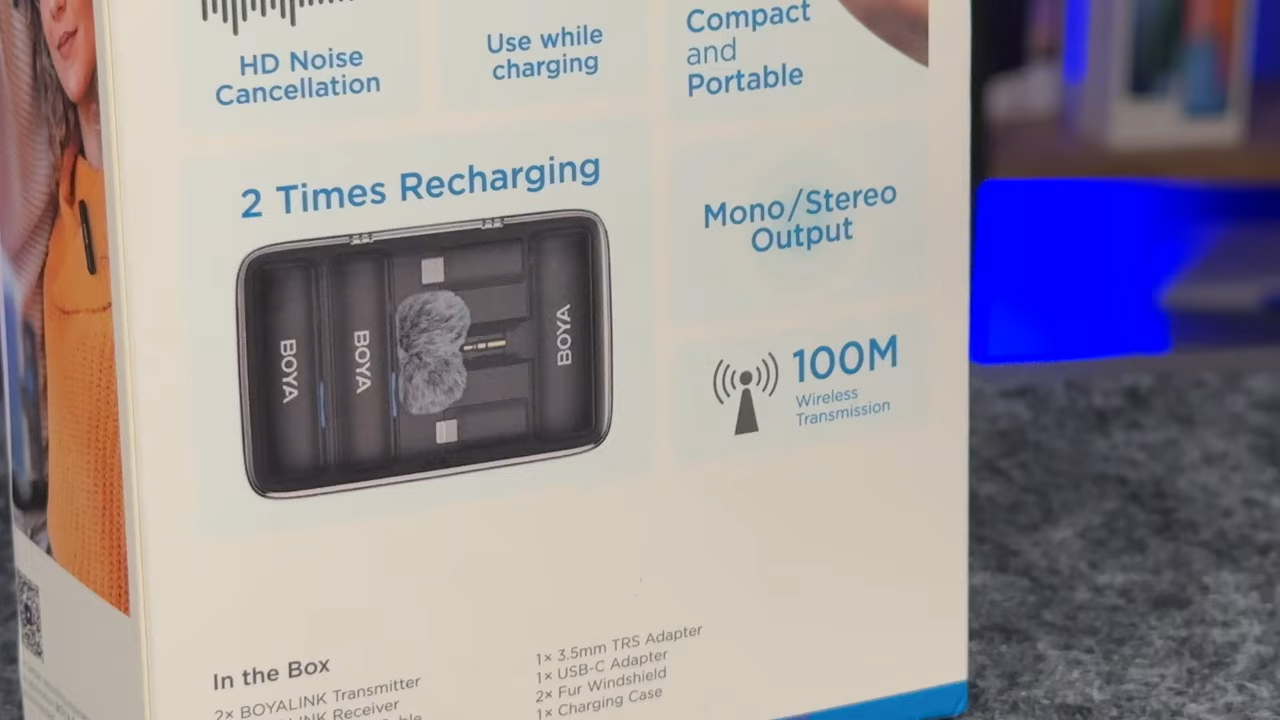 HD Noise
Cancellation
Use while
charging
Compact
and
Portable
2 Times Recharging
BOYA
BOYA
BOYA
Mono/Stereo
Output
100M
Wireless
Transmission
In the Box
2× BOYALINK Transmitter
LINK Receiver
1× 3.5mm TRS Adapter
1× USB-C Adapter
2× Fur Windshield
1× Charging Case